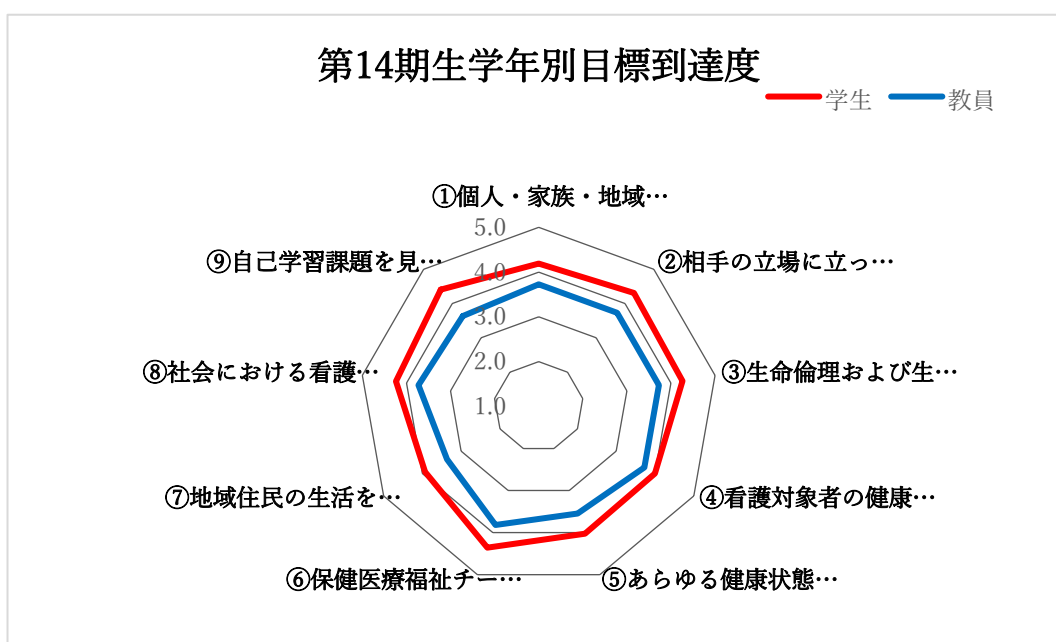 第14期生学年別目標到達度
学生 教員
①個人・家族・地域…
5.0
⑨自己学習課題を見…
②相手の立場に立っ…
4.0
3.0
⑧社会における看護…
③生命倫理および生…
2.0
1.0
⑦地域住民の生活を…
④看護対象者の健康…
⑥保健医療福祉チー…
⑤あらゆる健康状態…